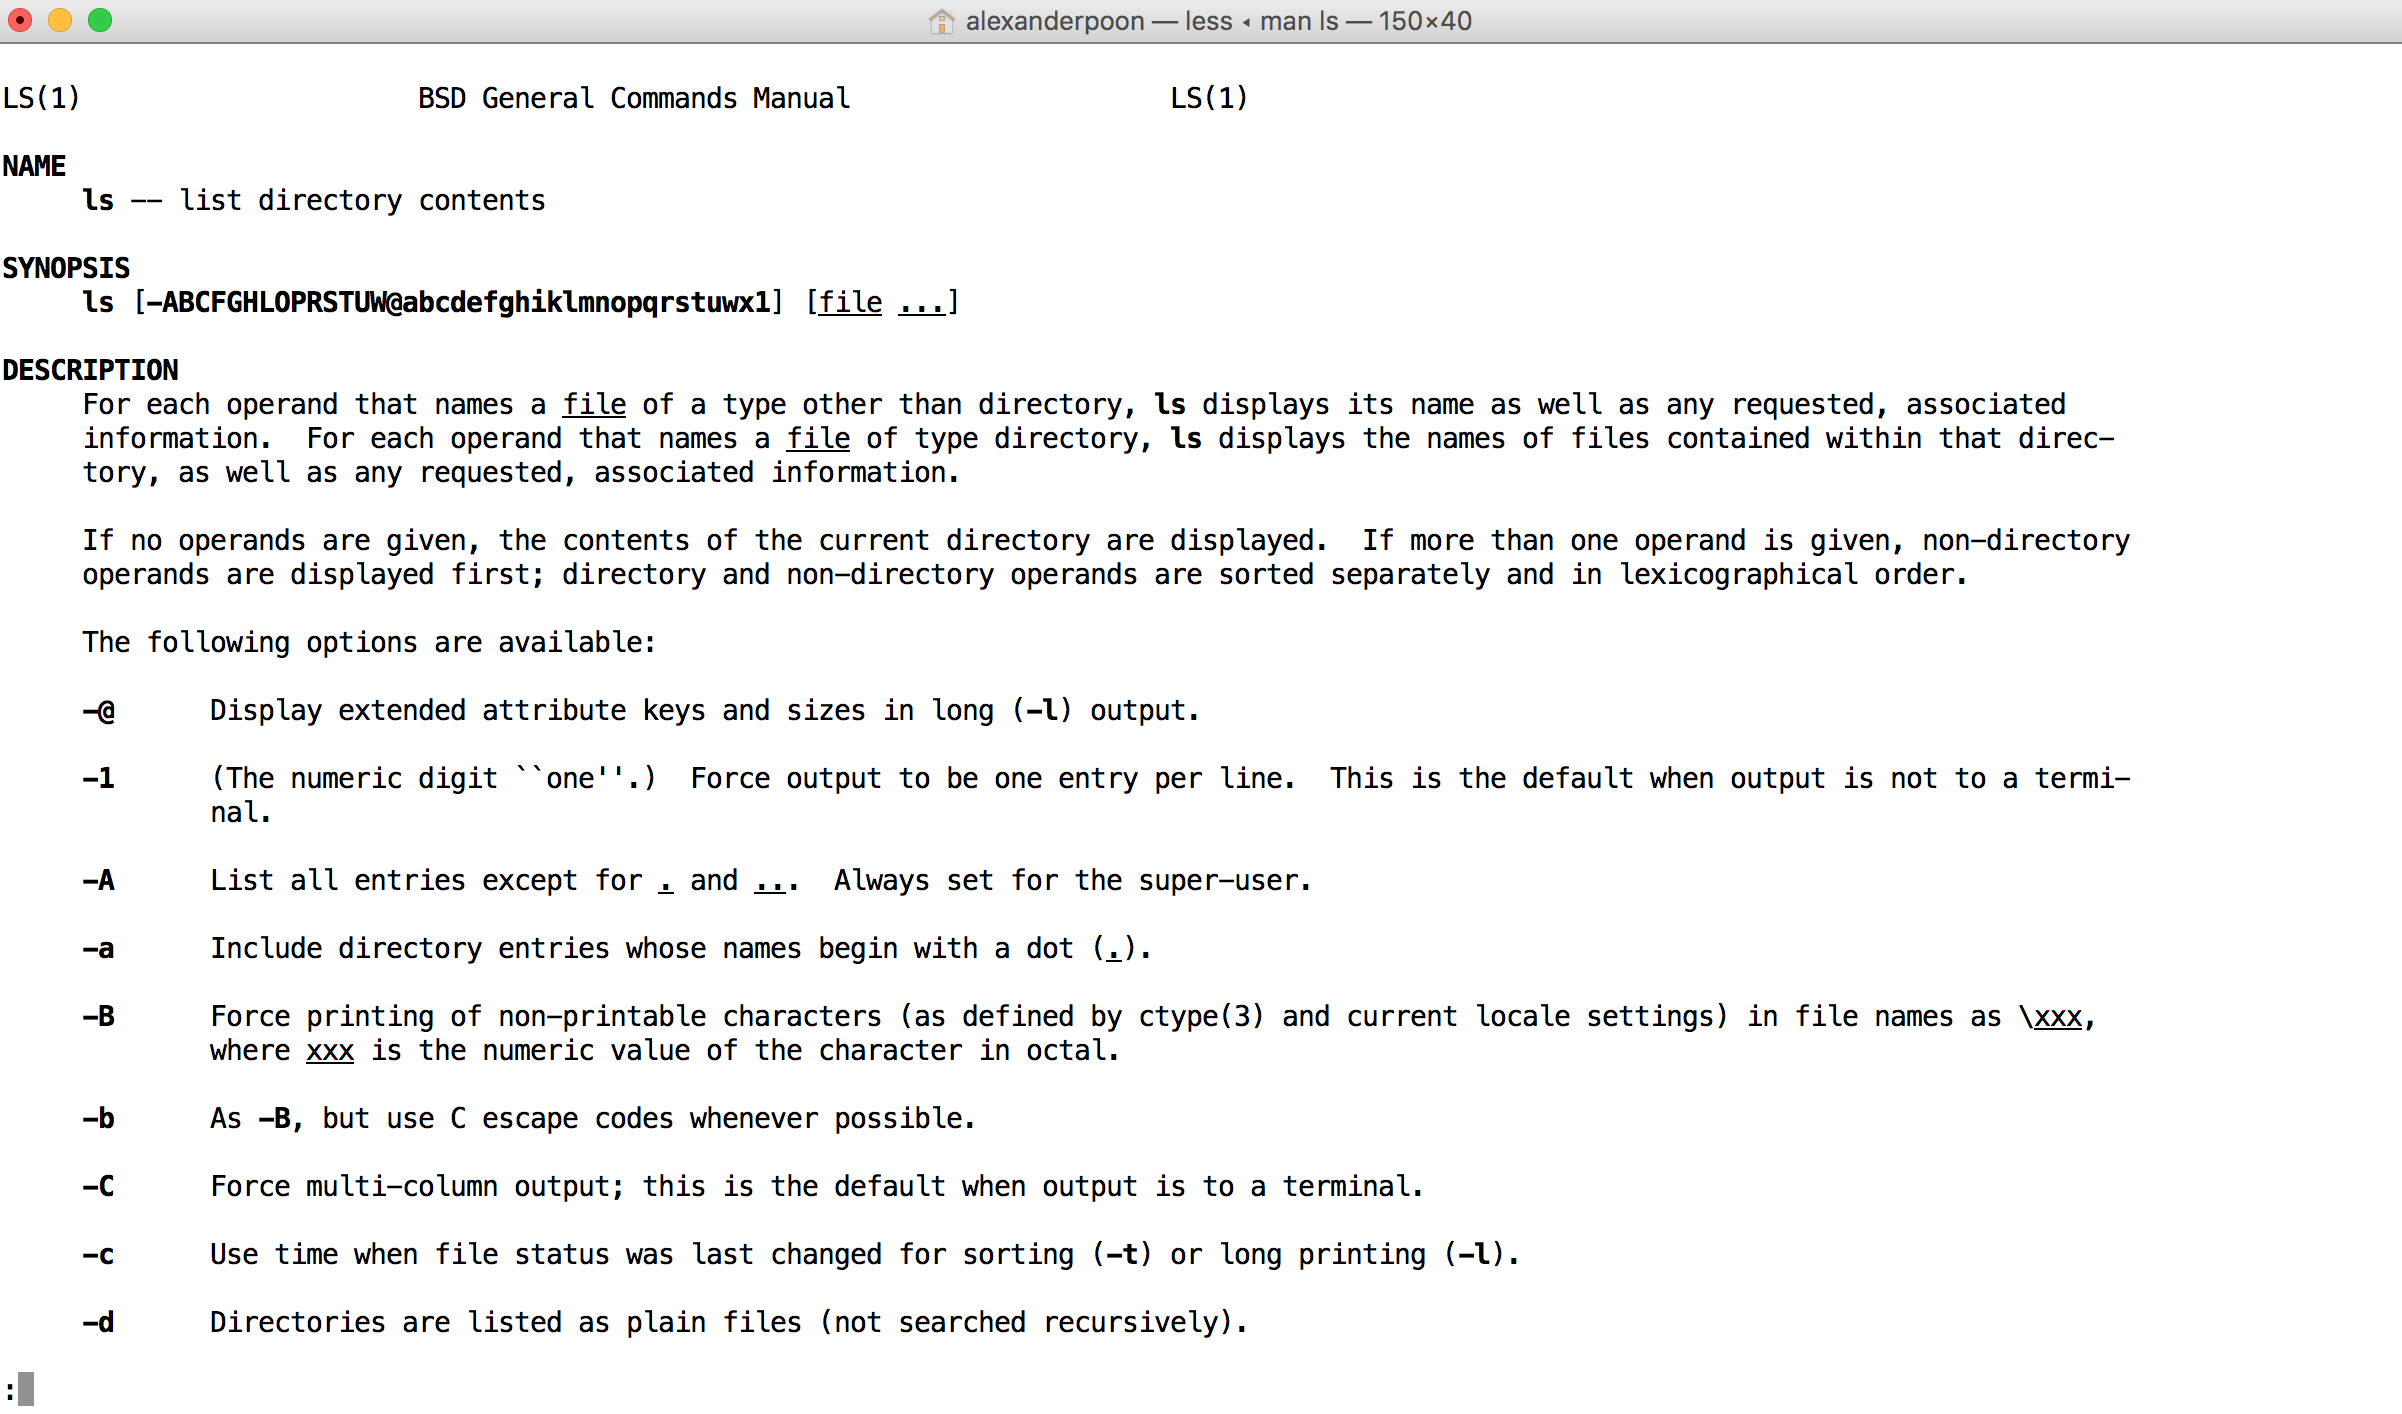 alexanderpoon — less ◂ man ls — 150×40
LS(1)                     BSD General Commands Manual                    LS(1)
NAME
ls -- list directory contents
SYNOPSIS
ls [-ABCFGHLOPRSTUW@abcdefghiklmnopqrstuwx1] [file ...]
DESCRIPTION
For each operand that names a file of a type other than directory, ls displays its name as well as any requested, associated
information.  For each operand that names a file of type directory, ls displays the names of files contained within that direc-
tory, as well as any requested, associated information.
If no operands are given, the contents of the current directory are displayed.  If more than one operand is given, non-directory
operands are displayed first; directory and non-directory operands are sorted separately and in lexicographical order.
The following options are available:
-@      Display extended attribute keys and sizes in long (-l) output.
-1      (The numeric digit ``one''.)  Force output to be one entry per line.  This is the default when output is not to a termi-
nal.
-A      List all entries except for . and ...  Always set for the super-user.
-a      Include directory entries whose names begin with a dot (.).
-B      Force printing of non-printable characters (as defined by ctype(3) and current locale settings) in file names as \xxx,
where xxx is the numeric value of the character in octal.
-b      As -B, but use C escape codes whenever possible.
-C      Force multi-column output; this is the default when output is to a terminal.
-c      Use time when file status was last changed for sorting (-t) or long printing (-l).
-d      Directories are listed as plain files (not searched recursively).
: